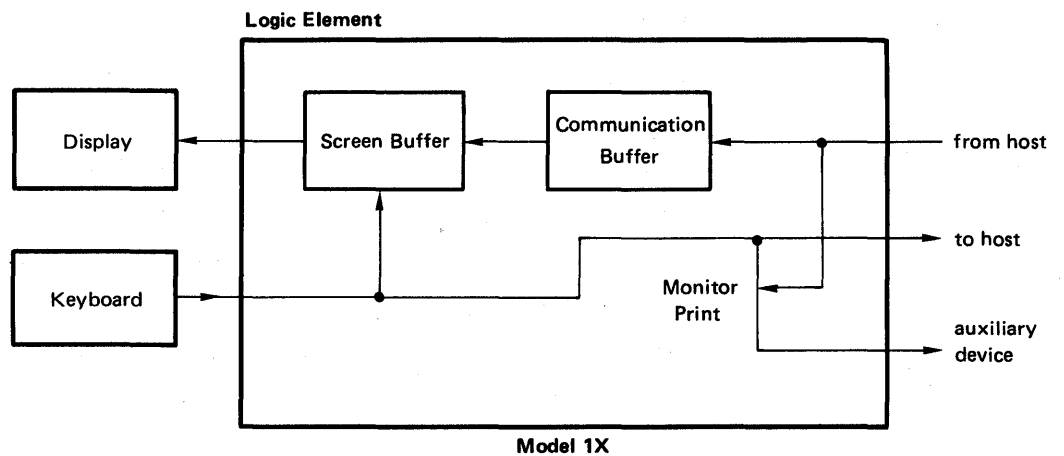 Logic Element
Display
Screen Buffer
Communication
Buffer
from host
to host
Keyboard
Monitor
Print
auxiliary
device
Model 1X